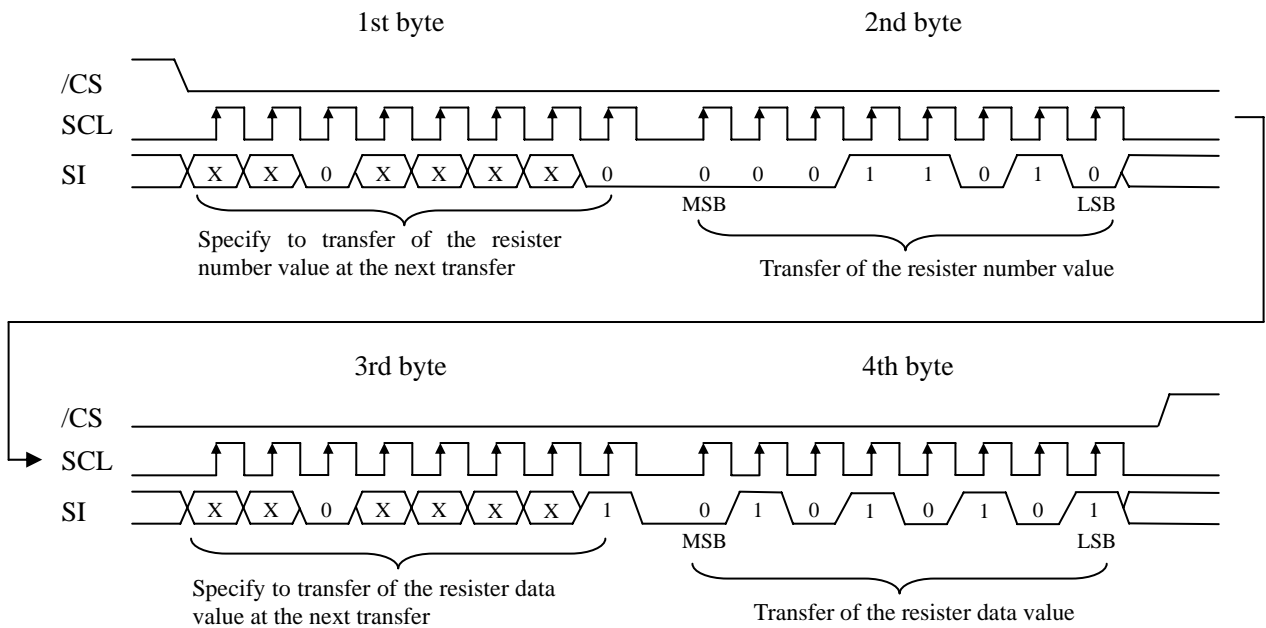 1st byte 2nd byte
/CS
SCL
SI X X 0 X X X X 0 0 0 0 1 1 0 1 0
MSB LSB
Specify to transfer of the resister
number value at the next transfer
Transfer of the resister number value
3rd byte 4th byte
/CS
SCL
SI X X 0 X X X X 1 0 1 0 1 0 1 0 1
MSB LSB
Specify to transfer of the resister data
value at the next transfer
Transfer of the resister data value